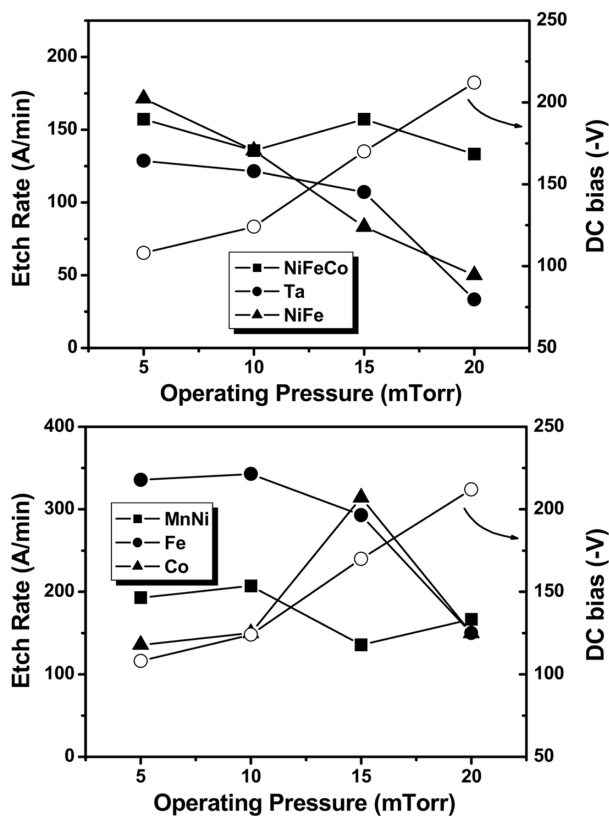 250
200
150
100
50
0
Etch Rate (A/min)
200
150
100
50
DC bias (-V)
NiFeCo
Ta
NiFe
5 10 15 20
Operating Pressure (mTorr)
400
300
200
100
0
Etch Rate (A/min)
250
200
150
100
50
DC bias (-V)
MnNi
Fe
Co
5 10 15 20
Operating Pressure (mTorr)